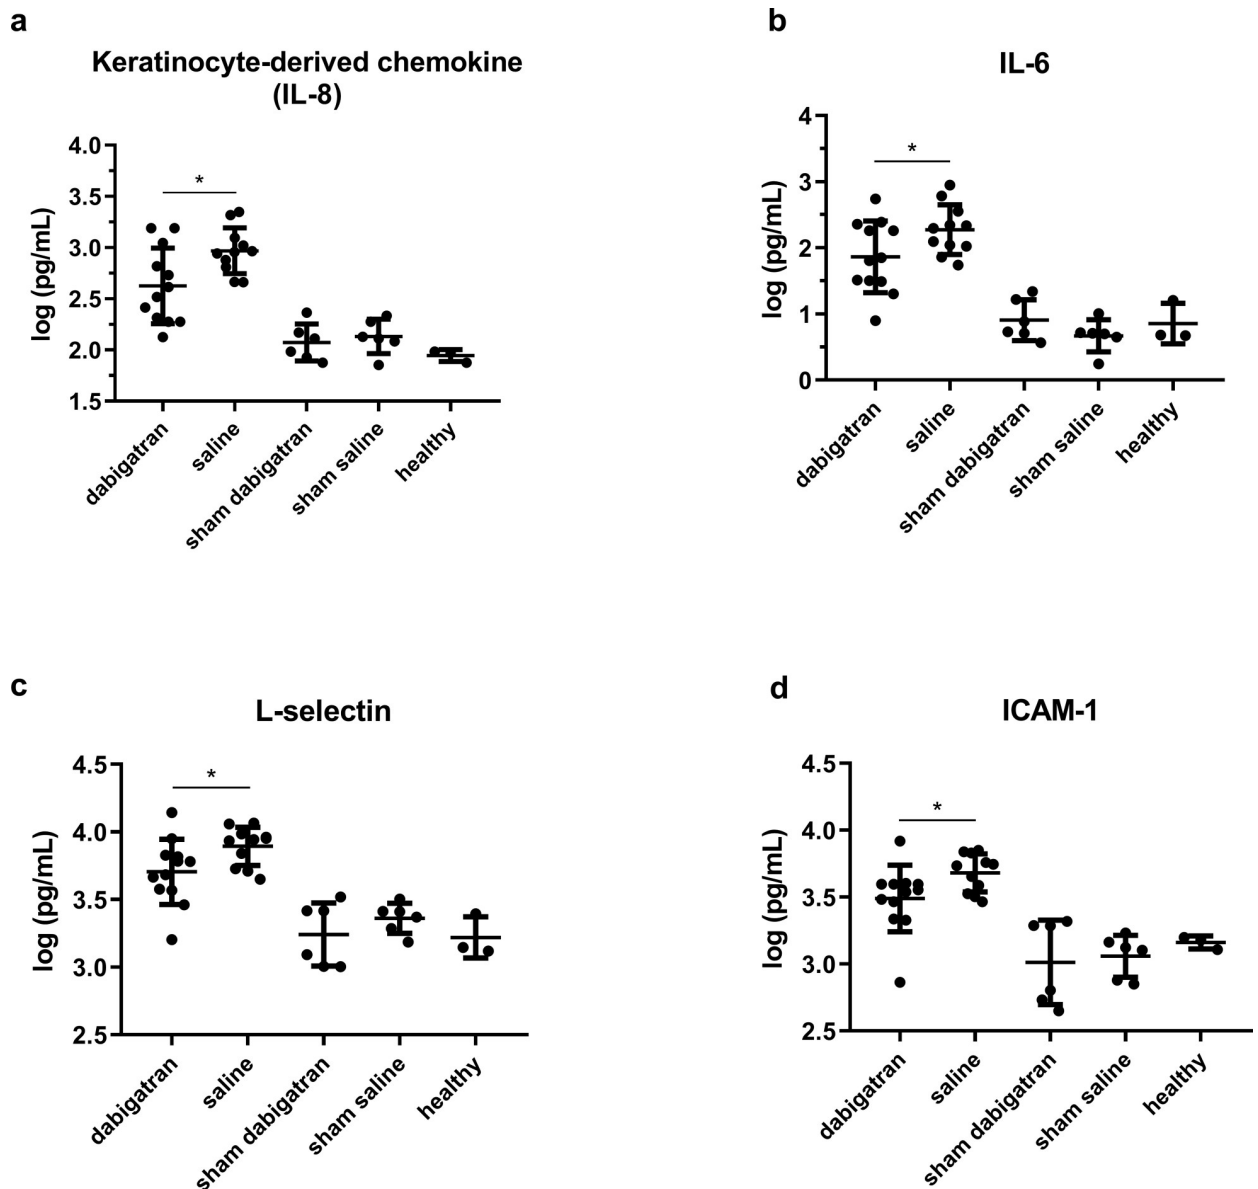 a
Keratinocyte-derived chemokine
(IL-8)
log (pg/mL)
4.0
3.5
3.0
2.5
2.0
1.5
*
dabigatran
saline
sham dabigatran
sham saline
healthy
b
IL-6
log (pg/mL)
4
3
2
1
0
*
dabigatran
saline
sham dabigatran
sham saline
healthy
c
L-selectin
log (pg/mL)
4.5
4.0
3.5
3.0
2.5
*
dabigatran
saline
sham dabigatran
sham saline
healthy
d
ICAM-1
log (pg/mL)
4.5
4.0
3.5
3.0
2.5
*
dabigatran
saline
sham dabigatran
sham saline
healthy